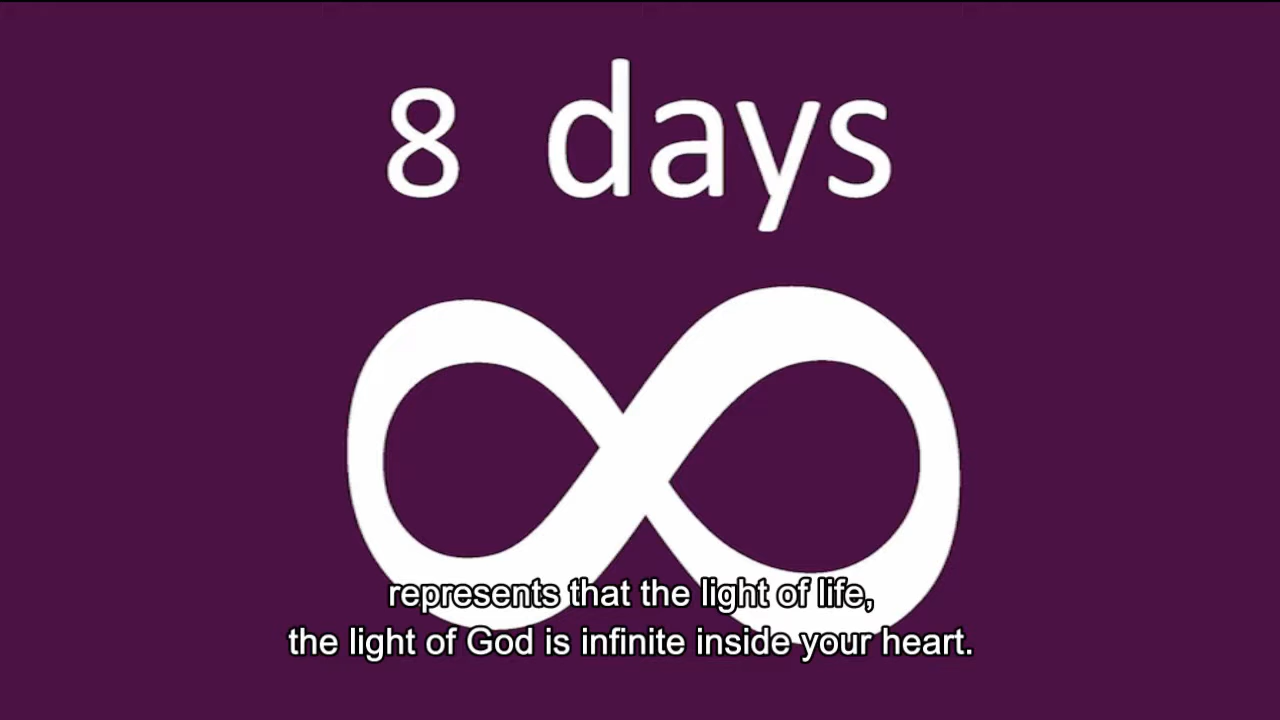 8 days
represents that the light of life,
the light of God is infinite inside your heart.